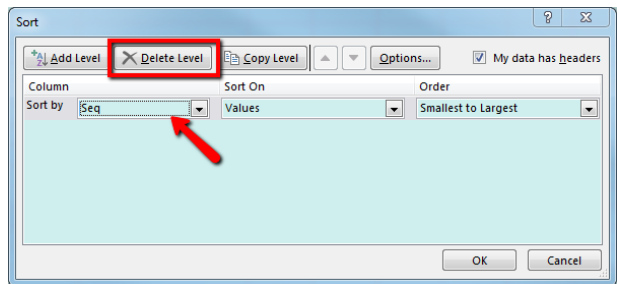 Sort
Add Level Delete Level Copy Level Options... My data has headers
Column Sort On Order
Sort by Seq Values Smallest to Largest
OK Cancel